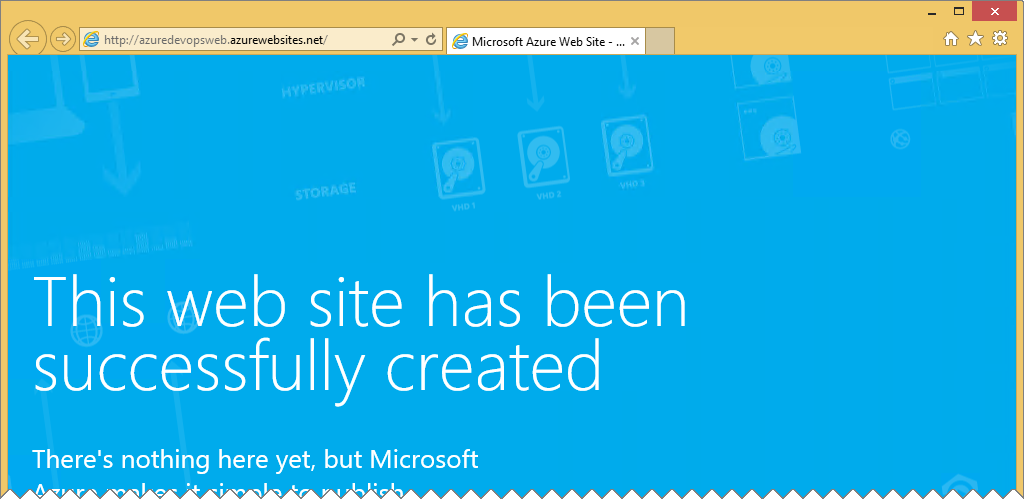 http://azuredevopsweb.azurewebsites.net/
Microsoft Azure Web Site - ...
HYPERVISOR
STORAGE
VHD 1
VHD 2
VHD 3
This web site has been
successfully created
There's nothing here yet, but Microsoft
Azure makes it simple to publish